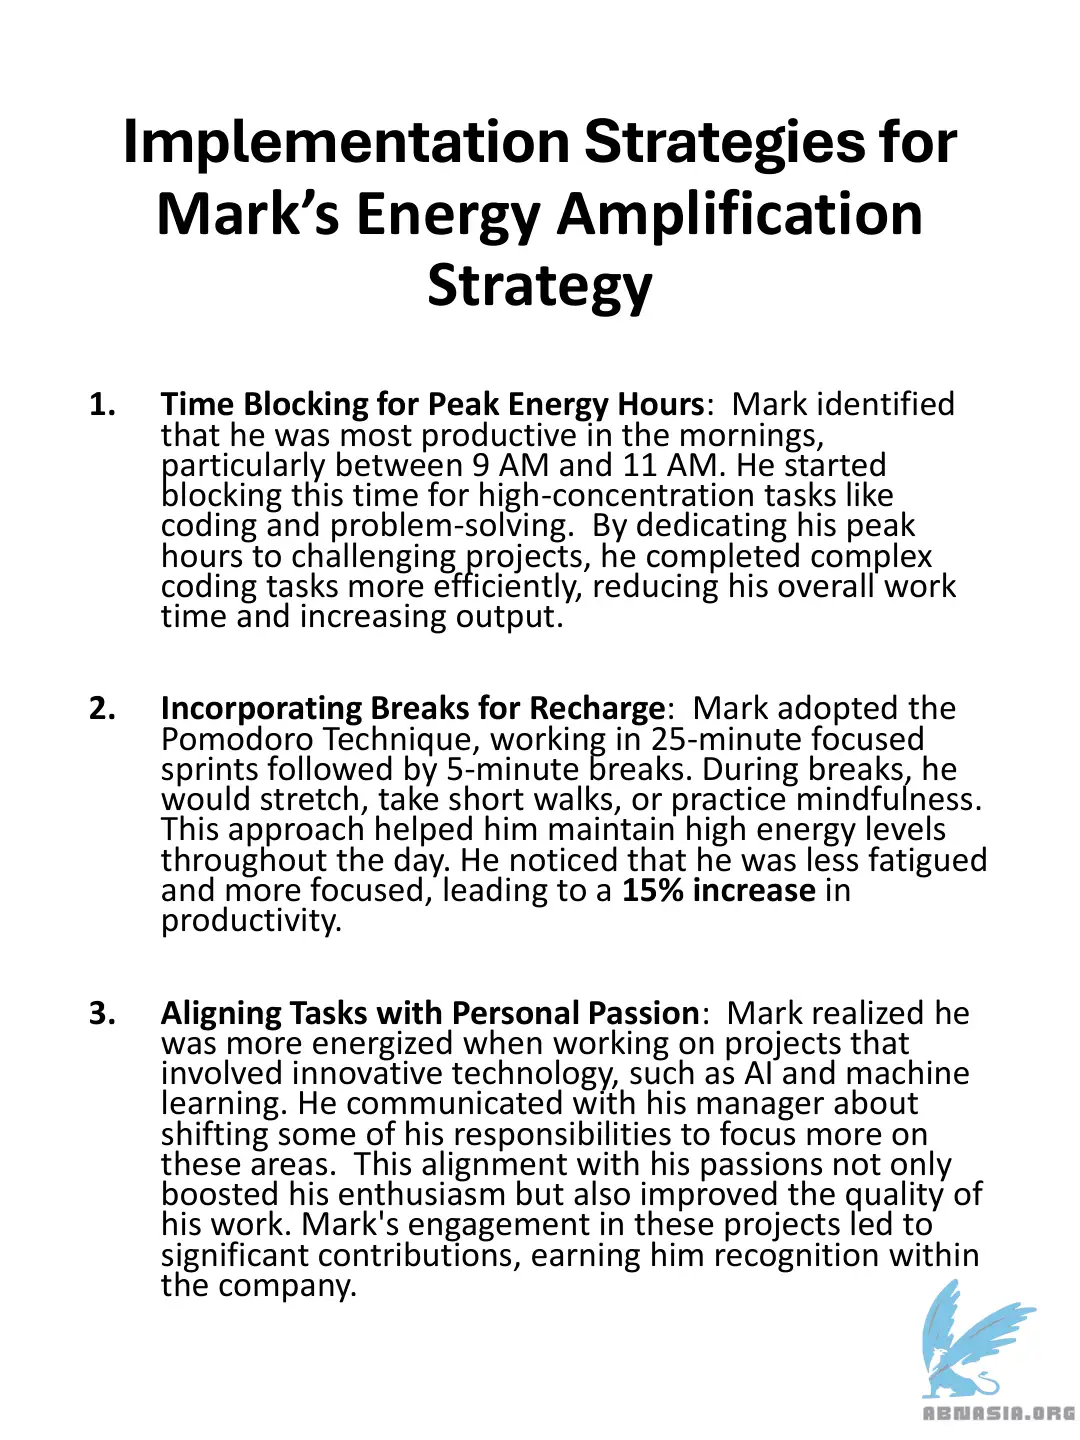 Implementation Strategies for
Mark’s Energy Amplification
Strategy
1. Time Blocking for Peak Energy Hours:  Mark identified
that he was most productive in the mornings,
particularly between 9 AM and 11 AM. He started
blocking this time for high-concentration tasks like
coding and problem-solving.  By dedicating his peak
hours to challenging projects, he completed complex
coding tasks more efficiently, reducing his overall work
time and increasing output.
2. Incorporating Breaks for Recharge:  Mark adopted the
Pomodoro Technique, working in 25-minute focused
sprints followed by 5-minute breaks. During breaks, he
would stretch, take short walks, or practice mindfulness.
This approach helped him maintain high energy levels
throughout the day. He noticed that he was less fatigued
and more focused, leading to a 15% increase in
productivity.
3. Aligning Tasks with Personal Passion:  Mark realized he
was more energized when working on projects that
involved innovative technology, such as AI and machine
learning. He communicated with his manager about
shifting some of his responsibilities to focus more on
these areas.  This alignment with his passions not only
boosted his enthusiasm but also improved the quality of
his work. Mark's engagement in these projects led to
significant contributions, earning him recognition within
the company.
ABNASIA.ORG